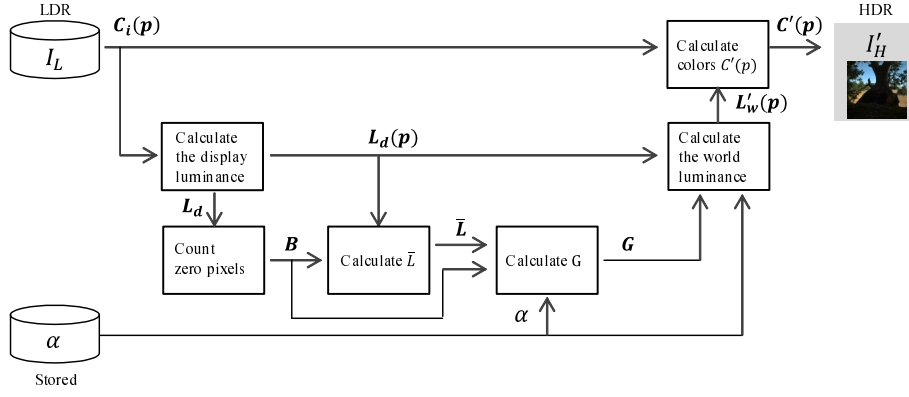 LDR
HDR
I_L
C_i(p)
Calculate
colors C′(p)
C′(p)
I′_H
L′_w(p)
Calculate
the display
luminance
L_d(p)
Calculate
the world
luminance
L_d
Count
zero pixels
B
Calculate L̅
L̅
Calculate G
G
α
α
Stored